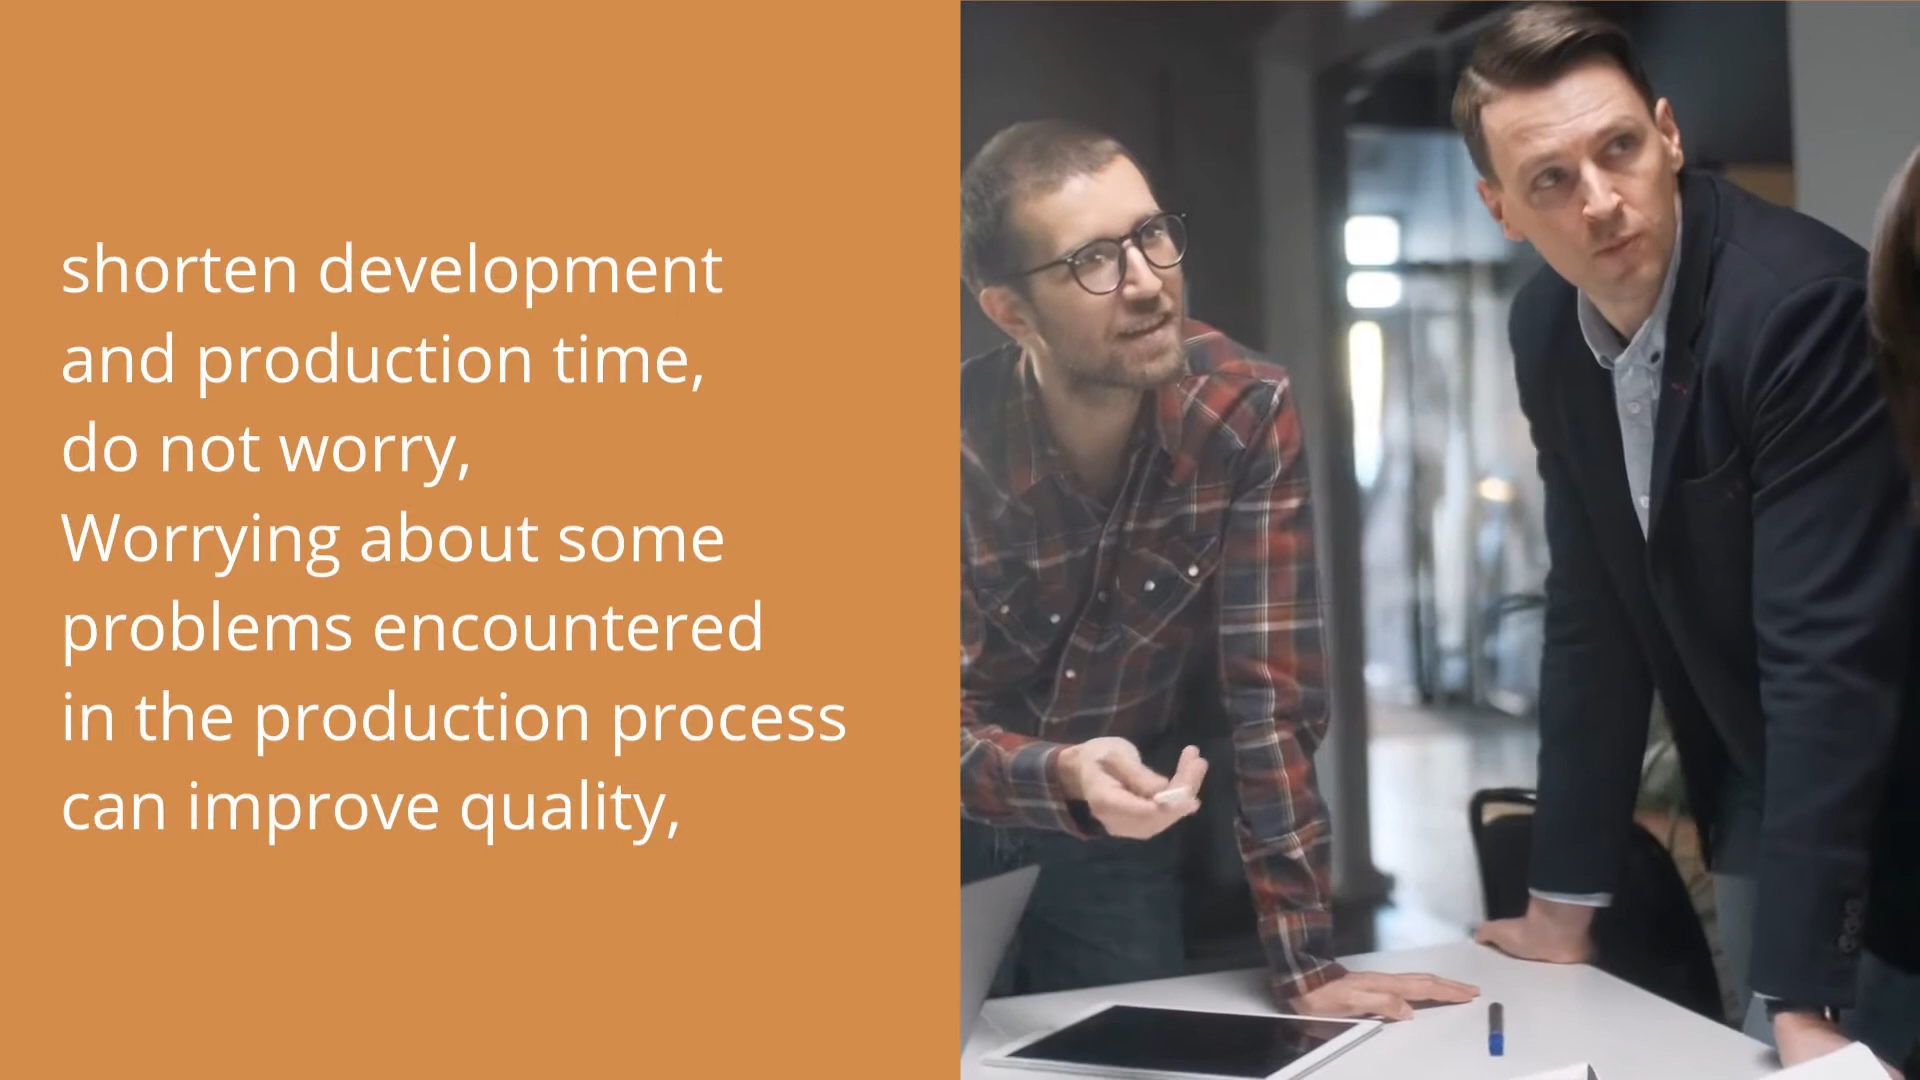 shorten development
and production time,
do not worry,
Worrying about some
problems encountered
in the production process
can improve quality,